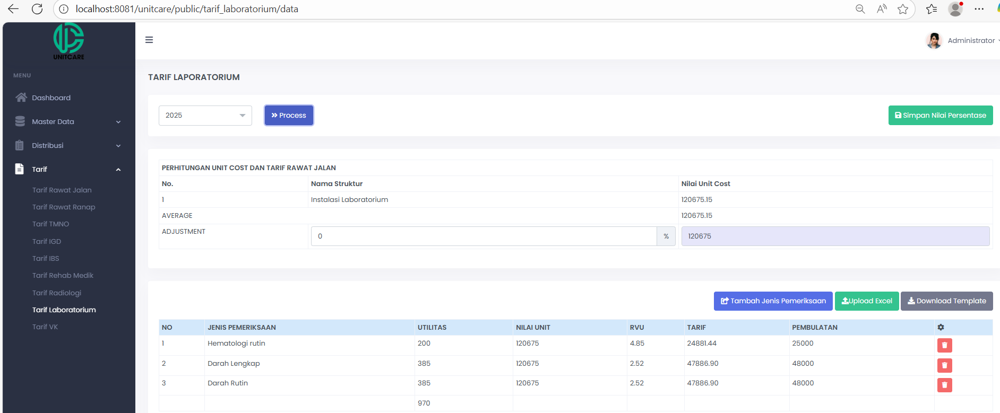 localhost:8081/unitcare/public/tarif_laboratorium/data
UNITCARE
Administrator
MENU
Dashboard
Master Data
Distribusi
Tarif
Tarif Rawat Jalan
Tarif Rawat Ranap
Tarif TMNO
Tarif IGD
Tarif IBS
Tarif Rehab Medik
Tarif Radiologi
Tarif Laboratorium
Tarif VK
TARIF LAPORATORIUM
2025 Process Simpan Nilai Persentase
PERHITUNGAN UNIT COST DAN TARIF RAWAT JALAN
No. Nama Struktur Nilai Unit Cost
1 Instalasi Laboratorium 120675.15
AVERAGE 120675.15
ADJUSTMENT 0 % 120675
Tambah Jenis Pemeriksaan Upload Excel Download Template
NO JENIS PEMERIKSAAN UTILITAS NILAI UNIT RVU TARIF PEMBULATAN
1 Hematologi rutin 200 120675 4.85 24881.44 25000
2 Darah Lengkap 385 120675 2.52 47886.90 48000
3 Darah Rutin 385 120675 2.52 47886.90 48000
970